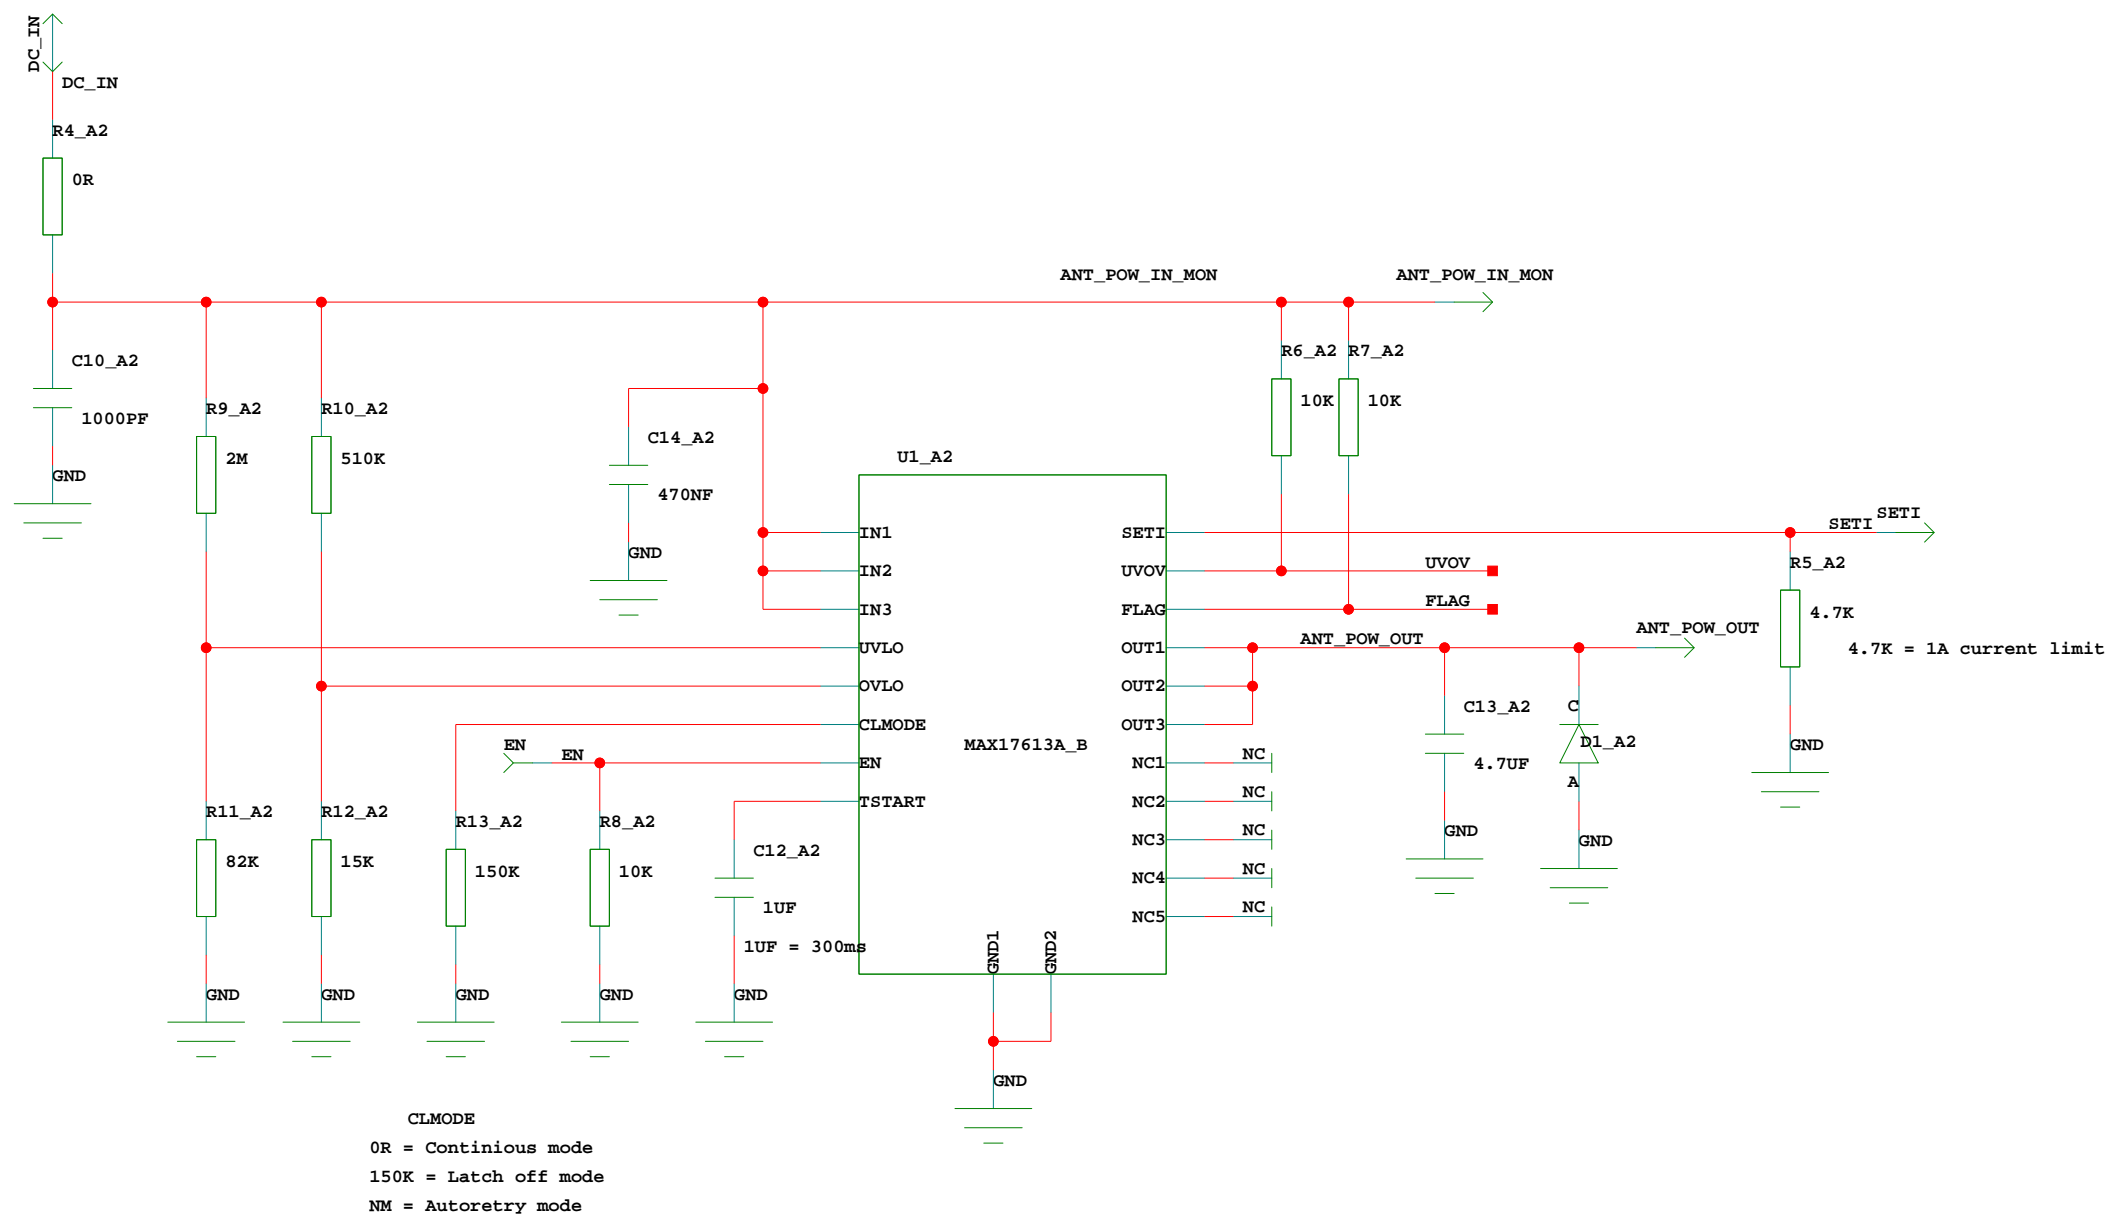 DC_IN
DC_IN
R4_A2
0R
ANT_POW_IN_MON
ANT_POW_IN_MON
C10_A2
1000PF
GND
R9_A2
2M
R10_A2
510K
C14_A2
470NF
GND
R6_A2
10K
R7_A2
10K
U1_A2
IN1
IN2
IN3
UVLO
OVLO
CLMODE
EN
TSTART
MAX17613A_B
SETI
UVOV
FLAG
OUT1
OUT2
OUT3
NC1
NC2
NC3
NC4
NC5
GND1
GND2
SETI
SETI
UVOV
FLAG
R5_A2
4.7K
4.7K = 1A current limit
GND
ANT_POW_OUT
ANT_POW_OUT
C13_A2
4.7UF
GND
C
D1_A2
A
GND
NC
NC
NC
NC
NC
EN
EN
R11_A2
82K
GND
R12_A2
15K
GND
R13_A2
150K
GND
R8_A2
10K
GND
C12_A2
1UF
1UF = 300ms
GND
GND
CLMODE
0R = Continious mode
150K = Latch off mode
NM = Autoretry mode